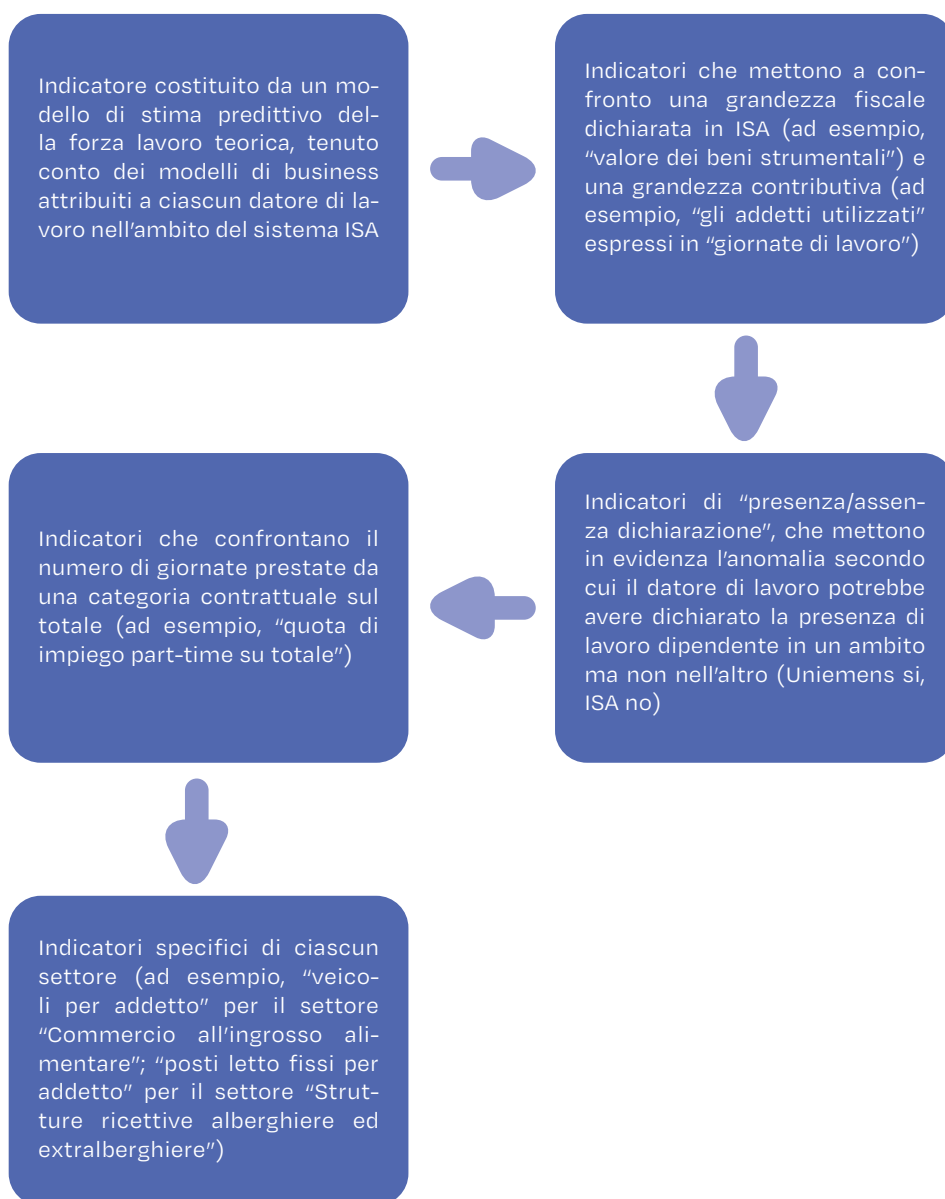 Indicatore costituito da un mo-
dello di stima predittivo del-
la forza lavoro teorica, tenuto
conto dei modelli di business
attribuiti a ciascun datore di la-
voro nell'ambito del sistema ISA
Indicatori che mettono a con-
fronto una grandezza fiscale
dichiarata in ISA (ad esempio,
“valore dei beni strumentali”) e
una grandezza contributiva (ad
esempio, “gli addetti utilizzati”
espressi in “giornate di lavoro”)
Indicatori di “presenza/assen-
za dichiarazione”, che mettono
in evidenza l'anomalia secondo
cui il datore di lavoro potrebbe
avere dichiarato la presenza di
lavoro dipendente in un ambito
ma non nell'altro (Uniemens si,
ISA no)
Indicatori che confrontano il
numero di giornate prestate da
una categoria contrattuale sul
totale (ad esempio, “quota di
impiego part-time su totale”)
Indicatori specifici di ciascun
settore (ad esempio, “veico-
li per addetto” per il settore
“Commercio all'ingrosso ali-
mentare”; “posti letto fissi per
addetto” per il settore “Strut-
ture ricettive alberghiere ed
extralberghiere”)